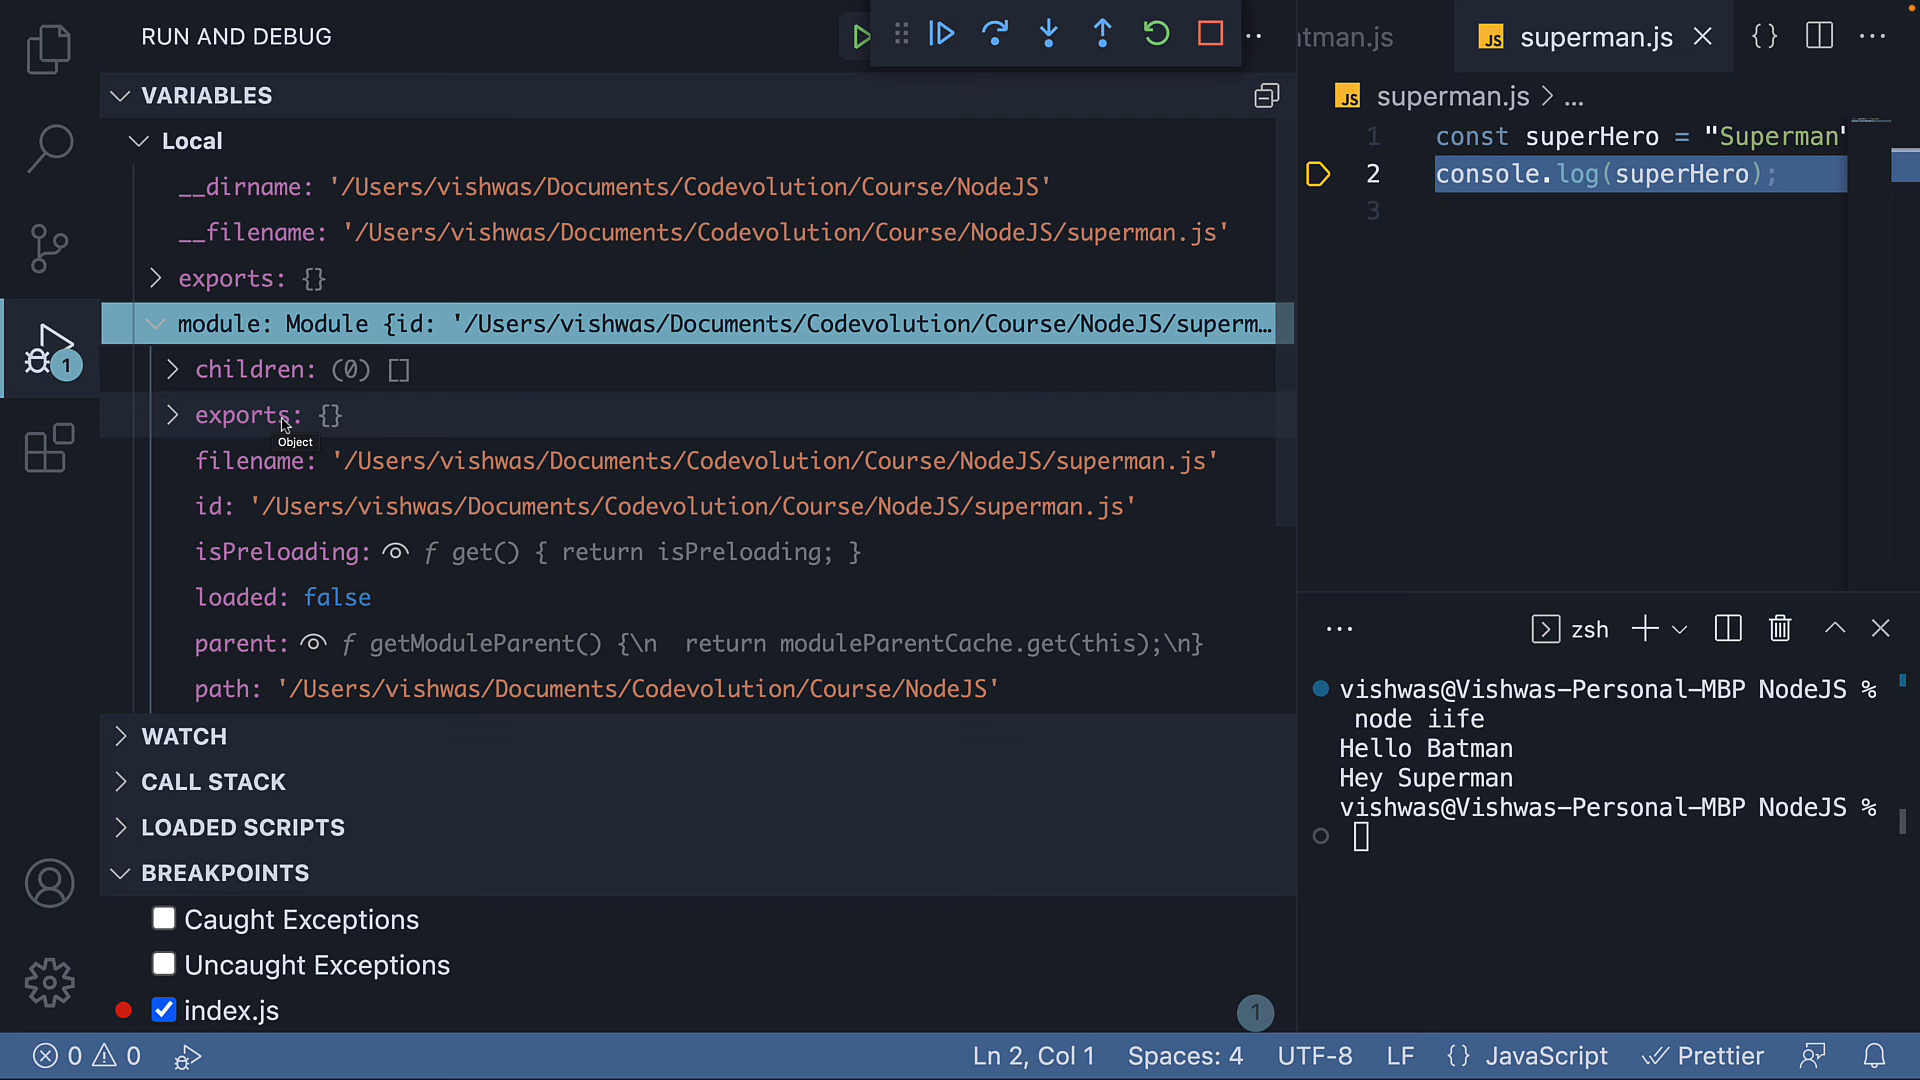 RUN AND DEBUG
VARIABLES
Local
__dirname: '/Users/vishwas/Documents/Codevolution/Course/NodeJS'
__filename: '/Users/vishwas/Documents/Codevolution/Course/NodeJS/superman.js'
exports: {}
module: Module {id: '/Users/vishwas/Documents/Codevolution/Course/NodeJS/superm…
children: (0) []
exports: {}
Object
filename: '/Users/vishwas/Documents/Codevolution/Course/NodeJS/superman.js'
id: '/Users/vishwas/Documents/Codevolution/Course/NodeJS/superman.js'
isPreloading: f get() { return isPreloading; }
loaded: false
parent: f getModuleParent() {\n  return moduleParentCache.get(this);\n}
path: '/Users/vishwas/Documents/Codevolution/Course/NodeJS'
WATCH
CALL STACK
LOADED SCRIPTS
BREAKPOINTS
Caught Exceptions
Uncaught Exceptions
index.js
1
1
tman.js
JS superman.js
{}
JS superman.js > ...
1 const superHero = "Superman"
2 console.log(superHero);
3
zsh
vishwas@Vishwas-Personal-MBP NodeJS %
node iife
Hello Batman
Hey Superman
vishwas@Vishwas-Personal-MBP NodeJS %
0 0
Ln 2, Col 1 Spaces: 4 UTF-8 LF {} JavaScript Prettier